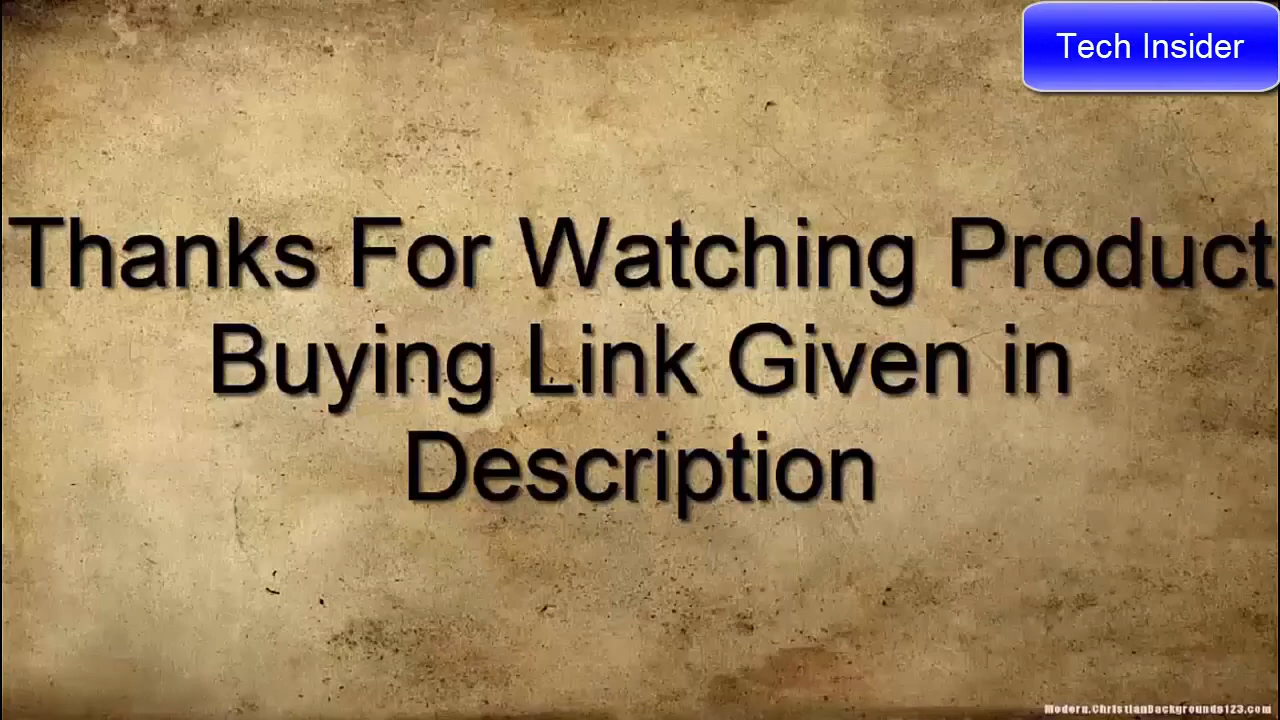 Tech Insider
Thanks For Watching Product
Buying Link Given in
Description
Modern.ChristianBackgrounds123.com